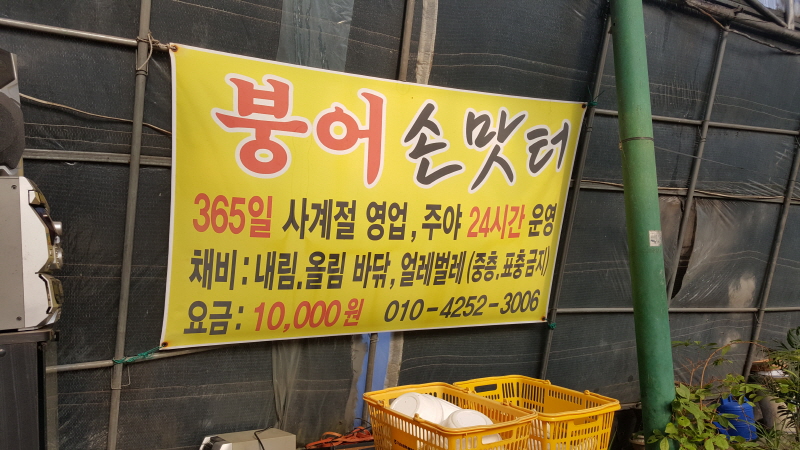 붕어 손맛터
365일 사계절 영업, 주야 24시간 운영
채비 : 내림.올림 바닥, 얼레벌레 (중층.표층금지)
요금 : 10,000원 010-4252-3006